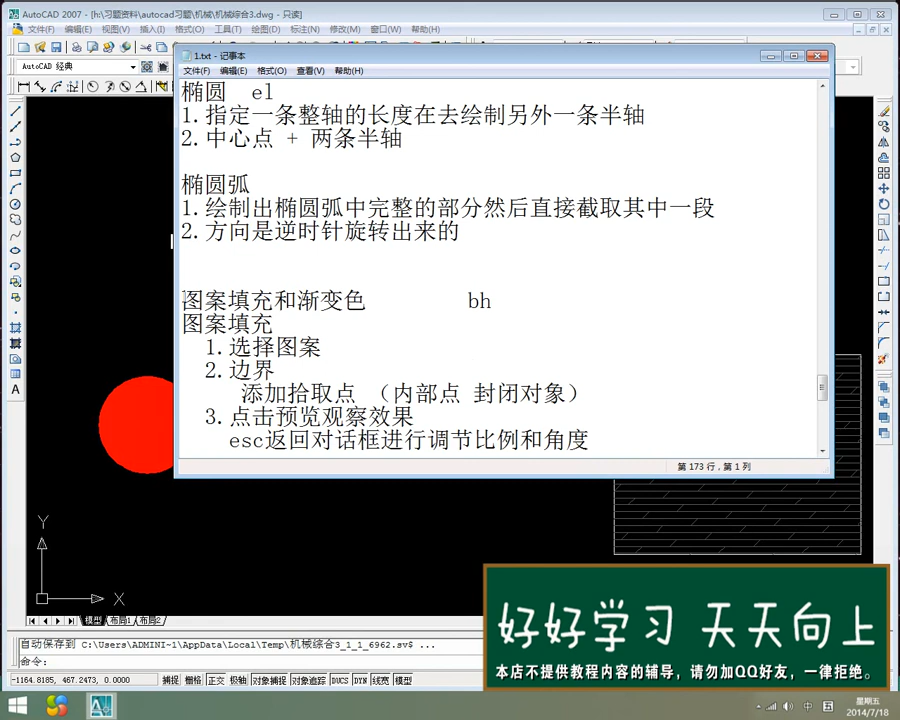 AutoCAD 2007 - [h:\习题资料\autocad习题\机械\机械综合3.dwg - 只读]
文件(F) 编辑(E) 视图(V) 插入(I) 格式(O) 工具(T) 绘图(D) 标注(N) 修改(M) 窗口(W) 帮助(H)
AutoCAD 经典
1.txt - 记事本
文件(F) 编辑(E) 格式(O) 查看(V) 帮助(H)
椭圆 el
1.指定一条整轴的长度在去绘制另外一条半轴
2.中心点 + 两条半轴
椭圆弧
1.绘制出椭圆弧中完整的部分然后直接截取其中一段
2.方向是逆时针旋转出来的
图案填充和渐变色 bh
图案填充
1.选择图案
2.边界
添加拾取点 (内部点 封闭对象)
3.点击预览观察效果
esc返回对话框进行调节比例和角度
第 173 行，第 1 列
A
Y
X
模型 布局1 布局2
自动保存到 C:\Users\ADMINI~1\AppData\Local\Temp\机械综合3_1_1_6962.sv$ ...
命令:
-1164.8185, 467.2473, 0.0000 捕捉 栅格 正交 极轴 对象捕捉 对象追踪 DUCS DYN 线宽 模型
好好学习 天天向上
本店不提供教程内容的辅导，请勿加QQ好友，一律拒绝。
中
五
星期五
2014/7/18